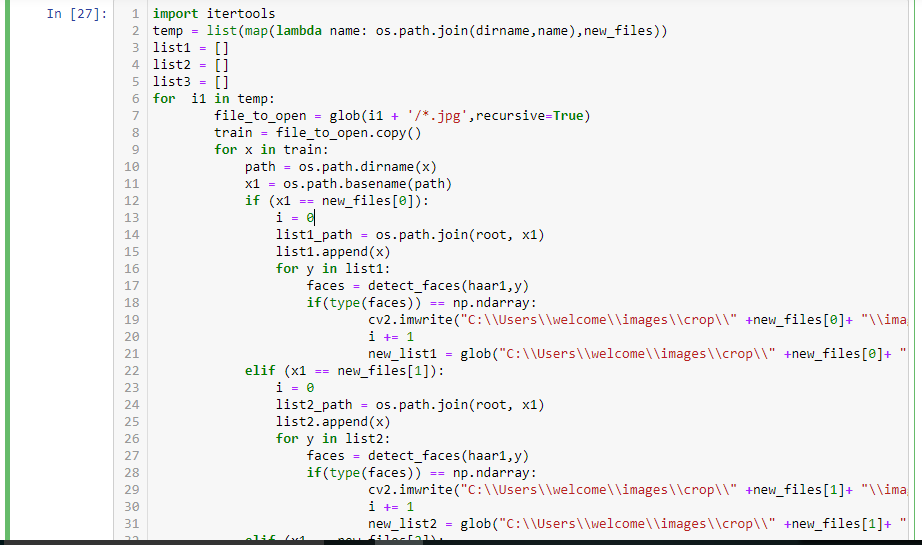 In [27]:
1 import itertools
2 temp = list(map(lambda name: os.path.join(dirname,name),new_files))
3 list1 = []
4 list2 = []
5 list3 = []
6 for  i1 in temp:
7         file_to_open = glob(i1 + '/*.jpg',recursive=True)
8         train = file_to_open.copy()
9         for x in train:
10             path = os.path.dirname(x)
11             x1 = os.path.basename(path)
12             if (x1 == new_files[0]):
13                 i = 0
14                 list1_path = os.path.join(root, x1)
15                 list1.append(x)
16                 for y in list1:
17                     faces = detect_faces(haar1,y)
18                     if(type(faces)) == np.ndarray:
19                             cv2.imwrite("C:\\Users\\welcome\\images\\crop\\" +new_files[0]+ "\\ima
20                             i += 1
21                             new_list1 = glob("C:\\Users\\welcome\\images\\crop\\" +new_files[0]+ "
22             elif (x1 == new_files[1]):
23                 i = 0
24                 list2_path = os.path.join(root, x1)
25                 list2.append(x)
26                 for y in list2:
27                     faces = detect_faces(haar1,y)
28                     if(type(faces)) == np.ndarray:
29                             cv2.imwrite("C:\\Users\\welcome\\images\\crop\\" +new_files[1]+ "\\ima
30                             i += 1
31                             new_list2 = glob("C:\\Users\\welcome\\images\\crop\\" +new_files[1]+ "